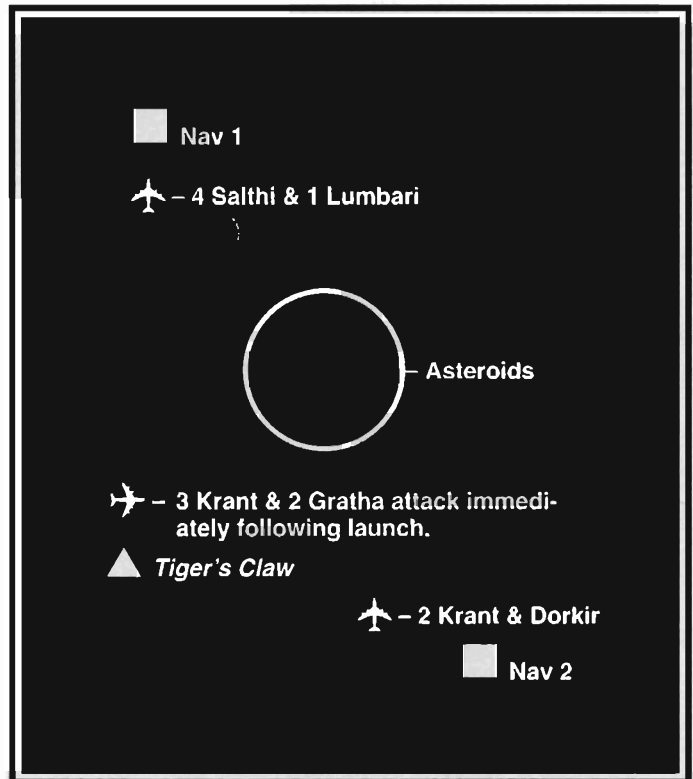 Nav 1
– 4 Salthi & 1 Lumbari
– Asteroids
– 3 Krant & 2 Gratha attack immedi-
ately following launch.
Tiger's Claw
– 2 Krant & Dorkir
Nav 2